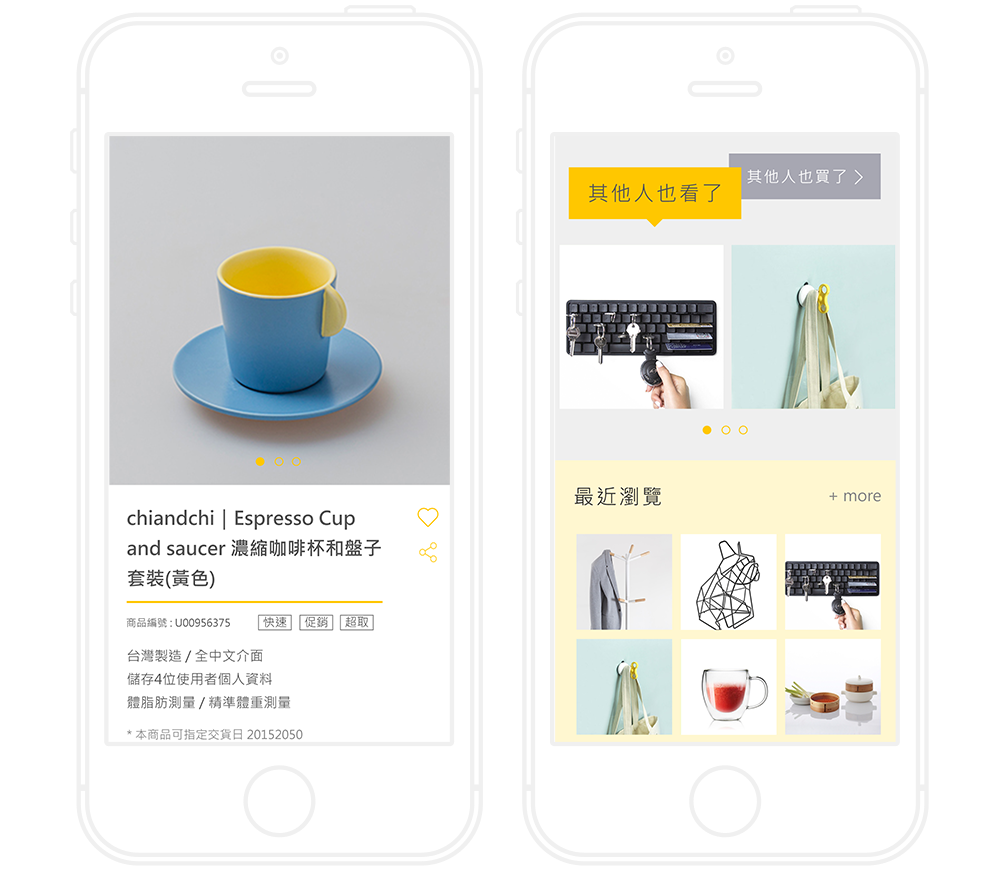 chiandchi｜Espresso Cup
and saucer 濃縮咖啡杯和盤子
套裝(黃色)
商品編號 : U00956375 快速 促銷 超取
台灣製造 / 全中文介面
儲存4位使用者個人資料
體脂肪測量 / 精準體重測量
* 本商品可指定交貨日 20152050
其他人也看了
其他人也買了
最近瀏覽
+ more